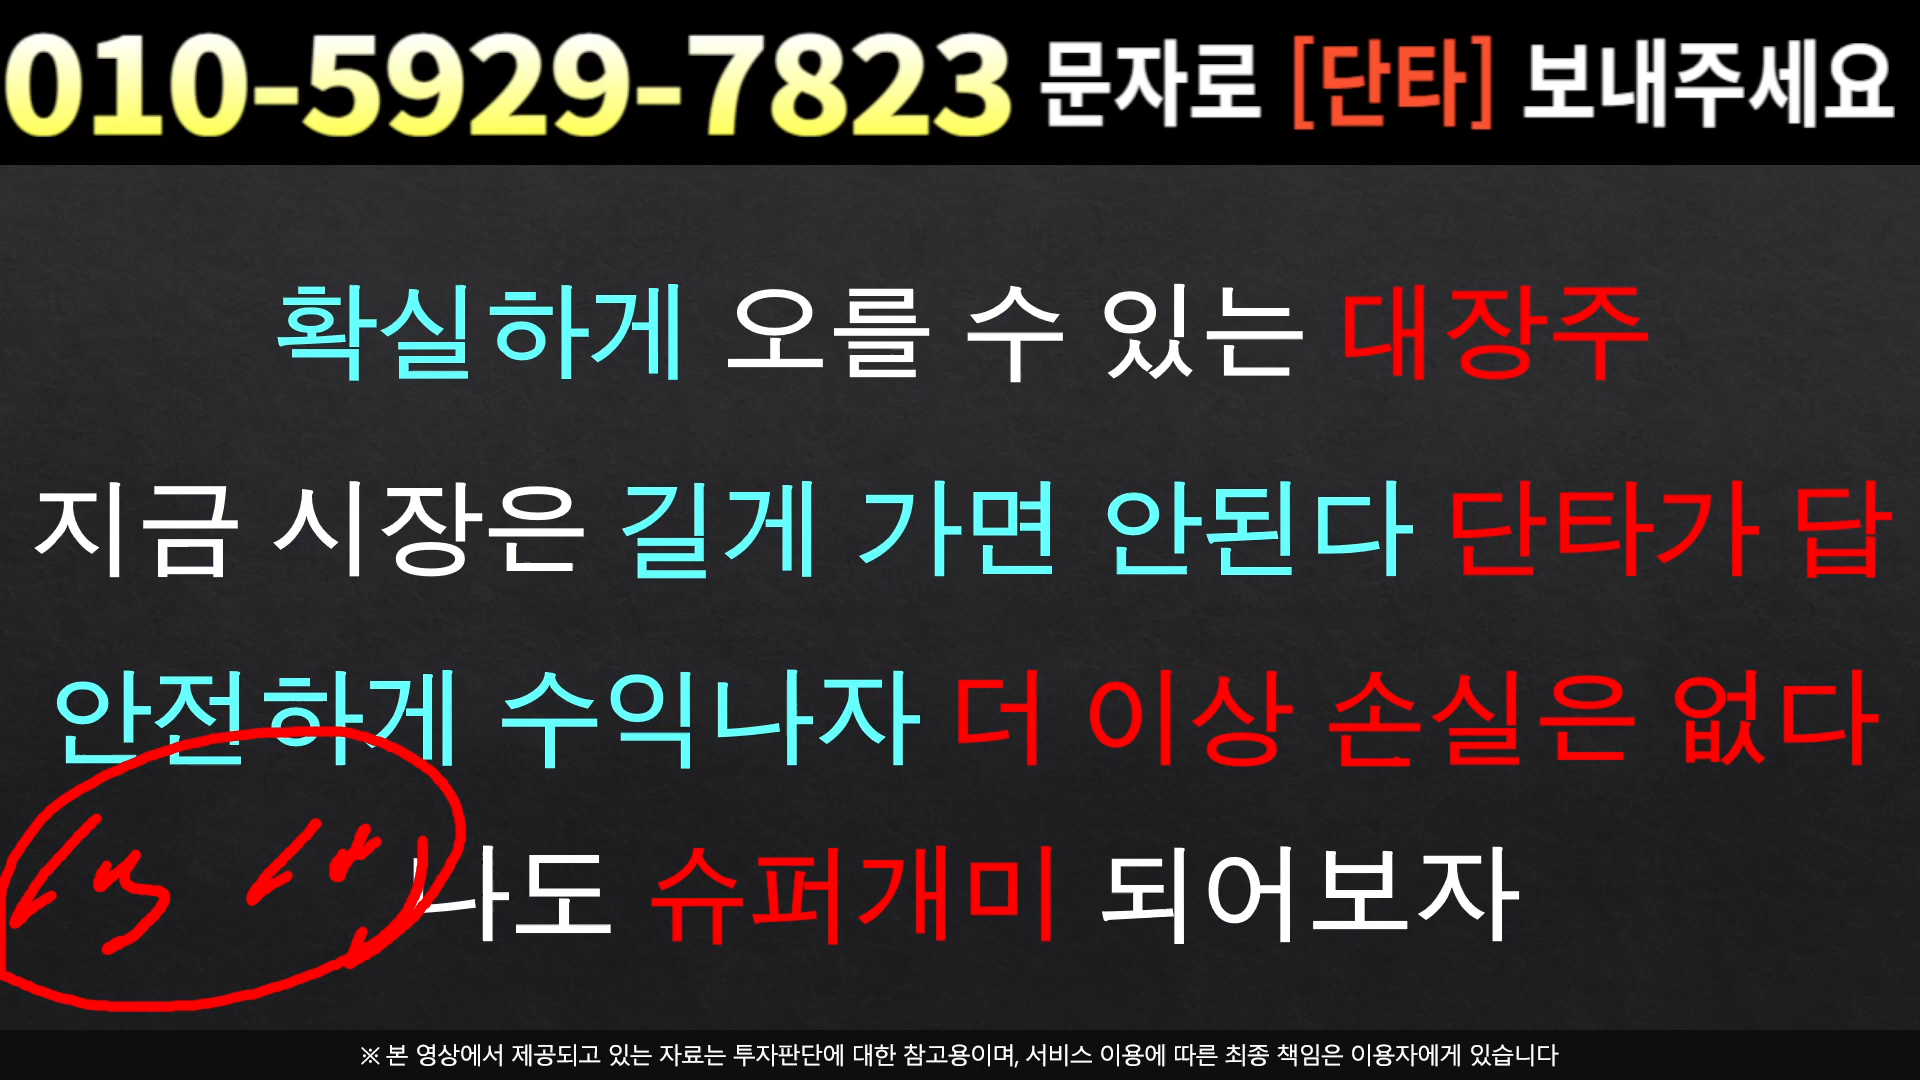 010-5929-7823 문자로 [단타] 보내주세요
확실하게 오를 수 있는 대장주
지금 시장은 길게 가면 안된다 단타가 답
안전하게 수익나자 더 이상 손실은 없다
나도 슈퍼개미 되어보자
※ 본 영상에서 제공되고 있는 자료는 투자판단에 대한 참고용이며, 서비스 이용에 따른 최종 책임은 이용자에게 있습니다